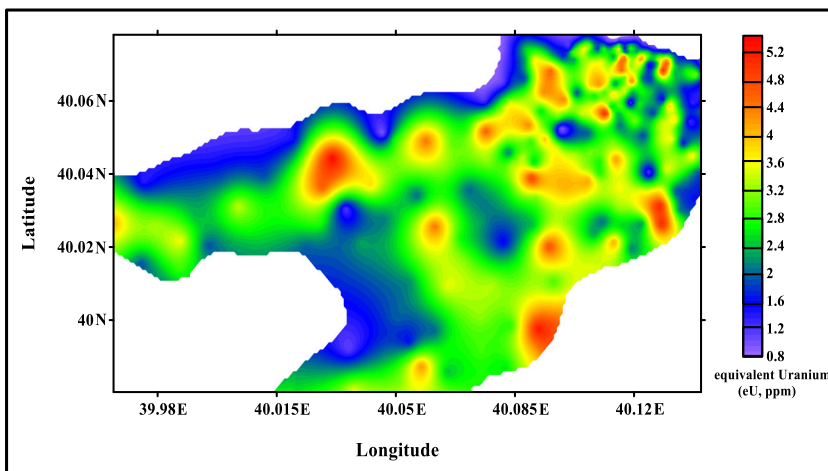 5.2
4.8
4.4
4
3.6
3.2
2.8
2.4
2
1.6
1.2
0.8
equivalent Uranium
(eU, ppm)
40.06N
40.04N
40.02N
40N
Latitude
39.98E 40.015E 40.05E 40.085E 40.12E
Longitude